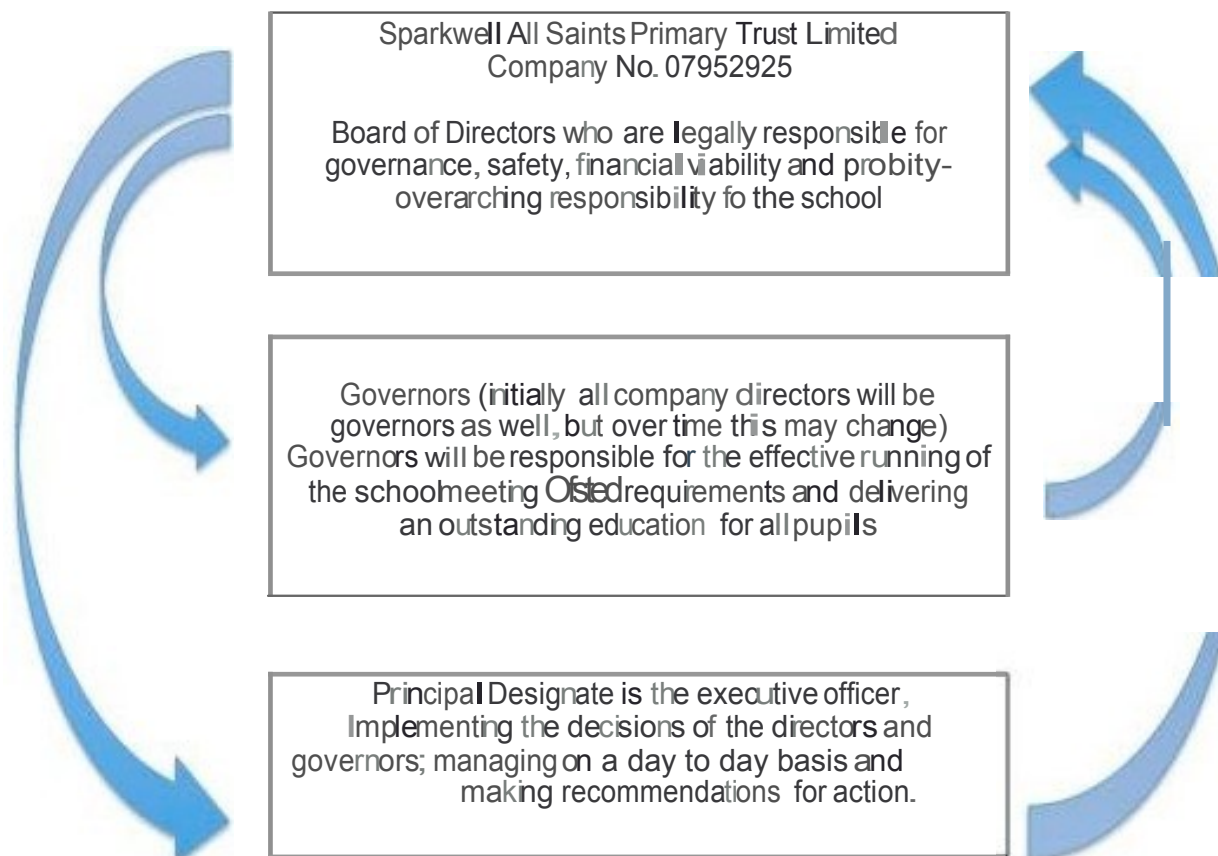 Sparkwell All Saints Primary Trust Limited
Company No. 07952925
Board of Directors who are legally responsible for
governance, safety, financial viability and probity-
overarching responsibility fo the school
Governors (initially all company directors will be
governors as well, but over time this may change)
Governors will be responsible for the effective running of
the school meeting Ofsted requirements and delivering
an outstanding education for all pupils
Principal Designate is the executive officer,
Implementing the decisions of the directors and
governors; managing on a day to day basis and
making recommendations for action.